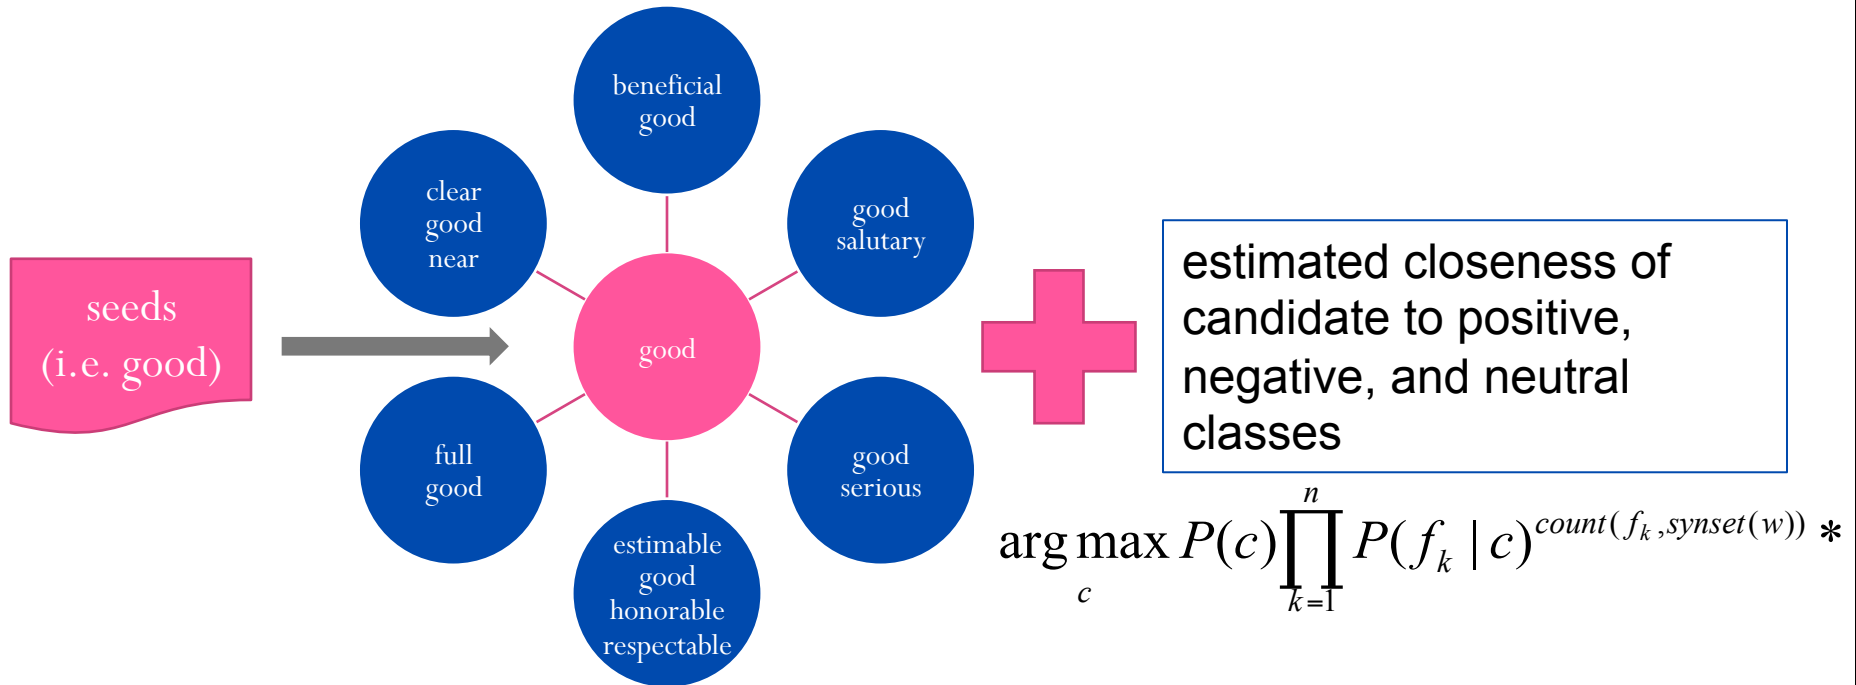 seeds
(i.e. good)
beneficial
good
clear
good
near
good
salutary
good
full
good
good
serious
estimable
good
honorable
respectable
estimated closeness of
candidate to positive,
negative, and neutral
classes
arg max_c P(c) ∏_{k=1}^{n} P(f_k | c)^{count(f_k, synset(w))} *